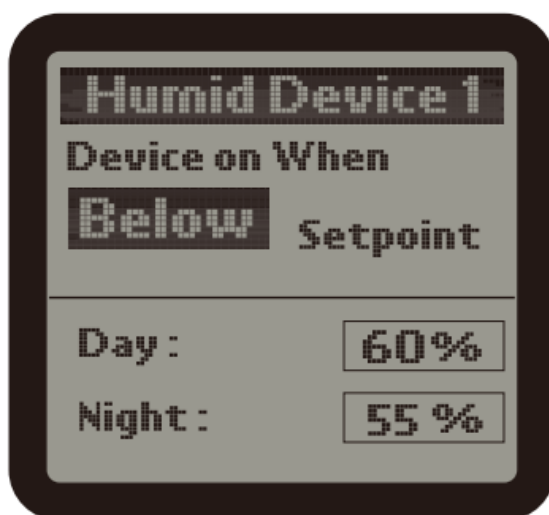 Humid Device 1
Device on When
Below Setpoint
Day : 60%
Night : 55 %